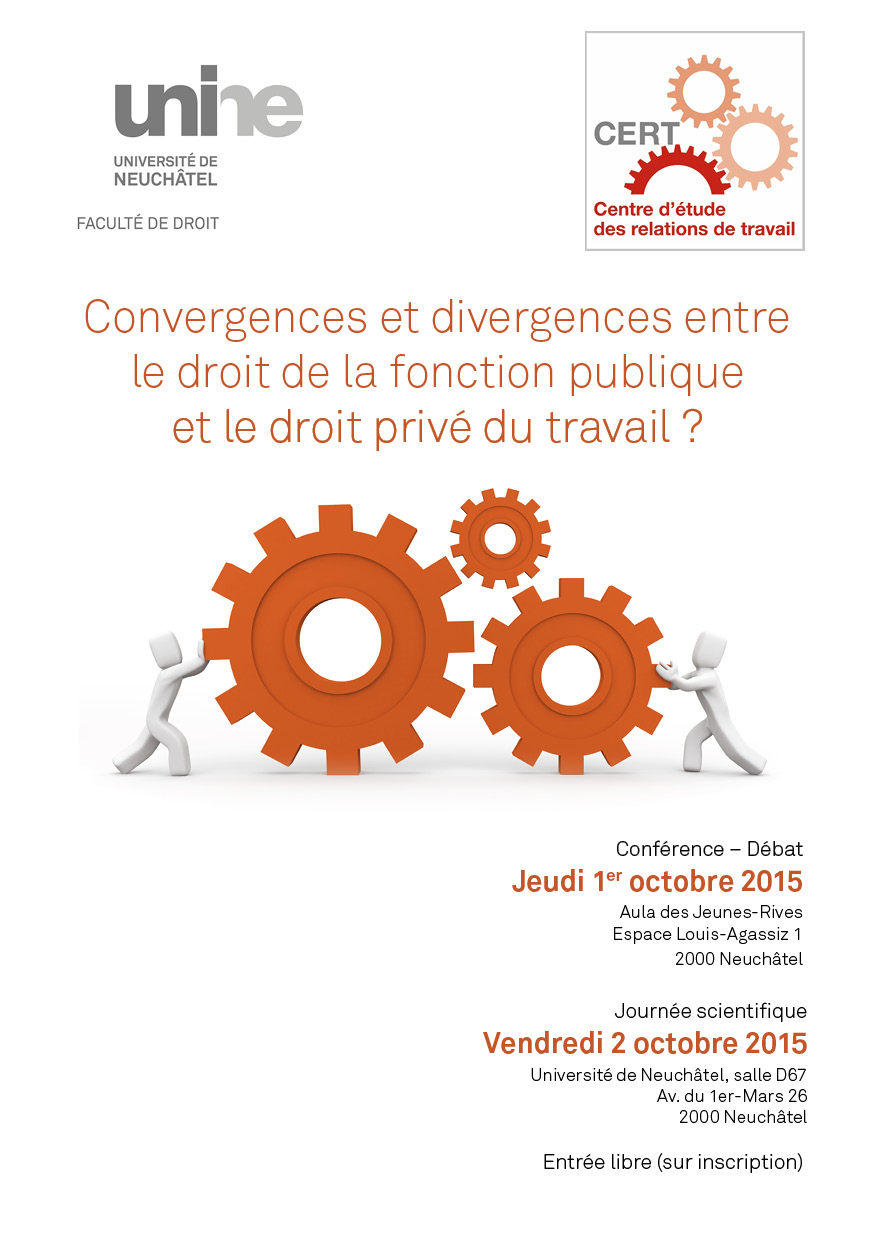 unine
UNIVERSITÉ DE
NEUCHÂTEL
FACULTÉ DE DROIT
CERT
Centre d'étude
des relations de travail
Convergences et divergences entre
le droit de la fonction publique
et le droit privé du travail ?
Conférence – Débat
Jeudi 1er octobre 2015
Aula des Jeunes-Rives
Espace Louis-Agassiz 1
2000 Neuchâtel
Journée scientifique
Vendredi 2 octobre 2015
Université de Neuchâtel, salle D67
Av. du 1er-Mars 26
2000 Neuchâtel
Entrée libre (sur inscription)